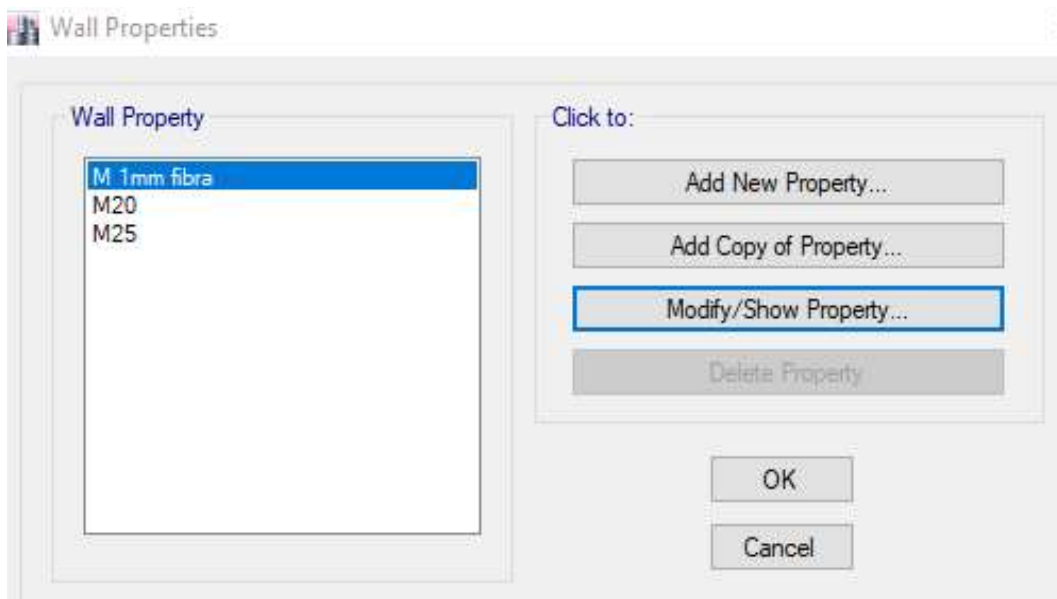 Wall Properties
Wall Property
M 1mm fibra
M20
M25
Click to:
Add New Property...
Add Copy of Property...
Modify/Show Property...
Delete Property
OK
Cancel